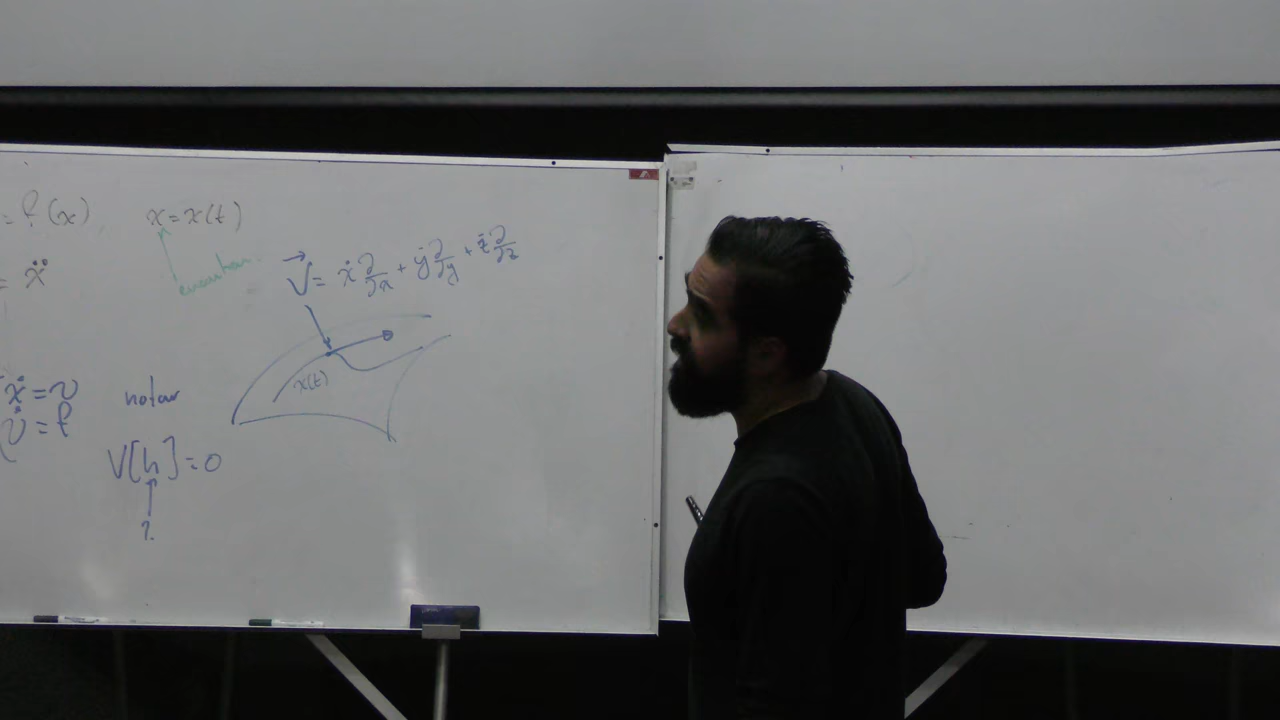 = f(x), x = x(t)
= ẍ
V⃗ = ẋ ∂/∂x + ẏ ∂/∂y + ż ∂/∂z
x(t)
ẋ = v
v̇ = f
notar
V[h] = 0